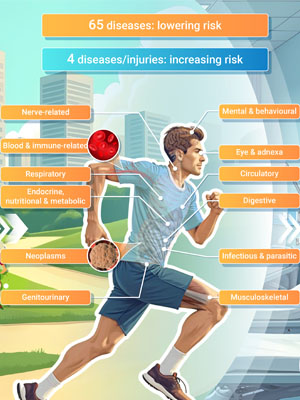 65 diseases: lowering risk
4 diseases/injuries: increasing risk
Nerve-related
Mental & behavioural
Blood & immune-related
Eye & adnexa
Respiratory
Circulatory
Endocrine,
nutritional & metabolic
Digestive
Neoplasms
Infectious & parasitic
Genitourinary
Musculoskeletal